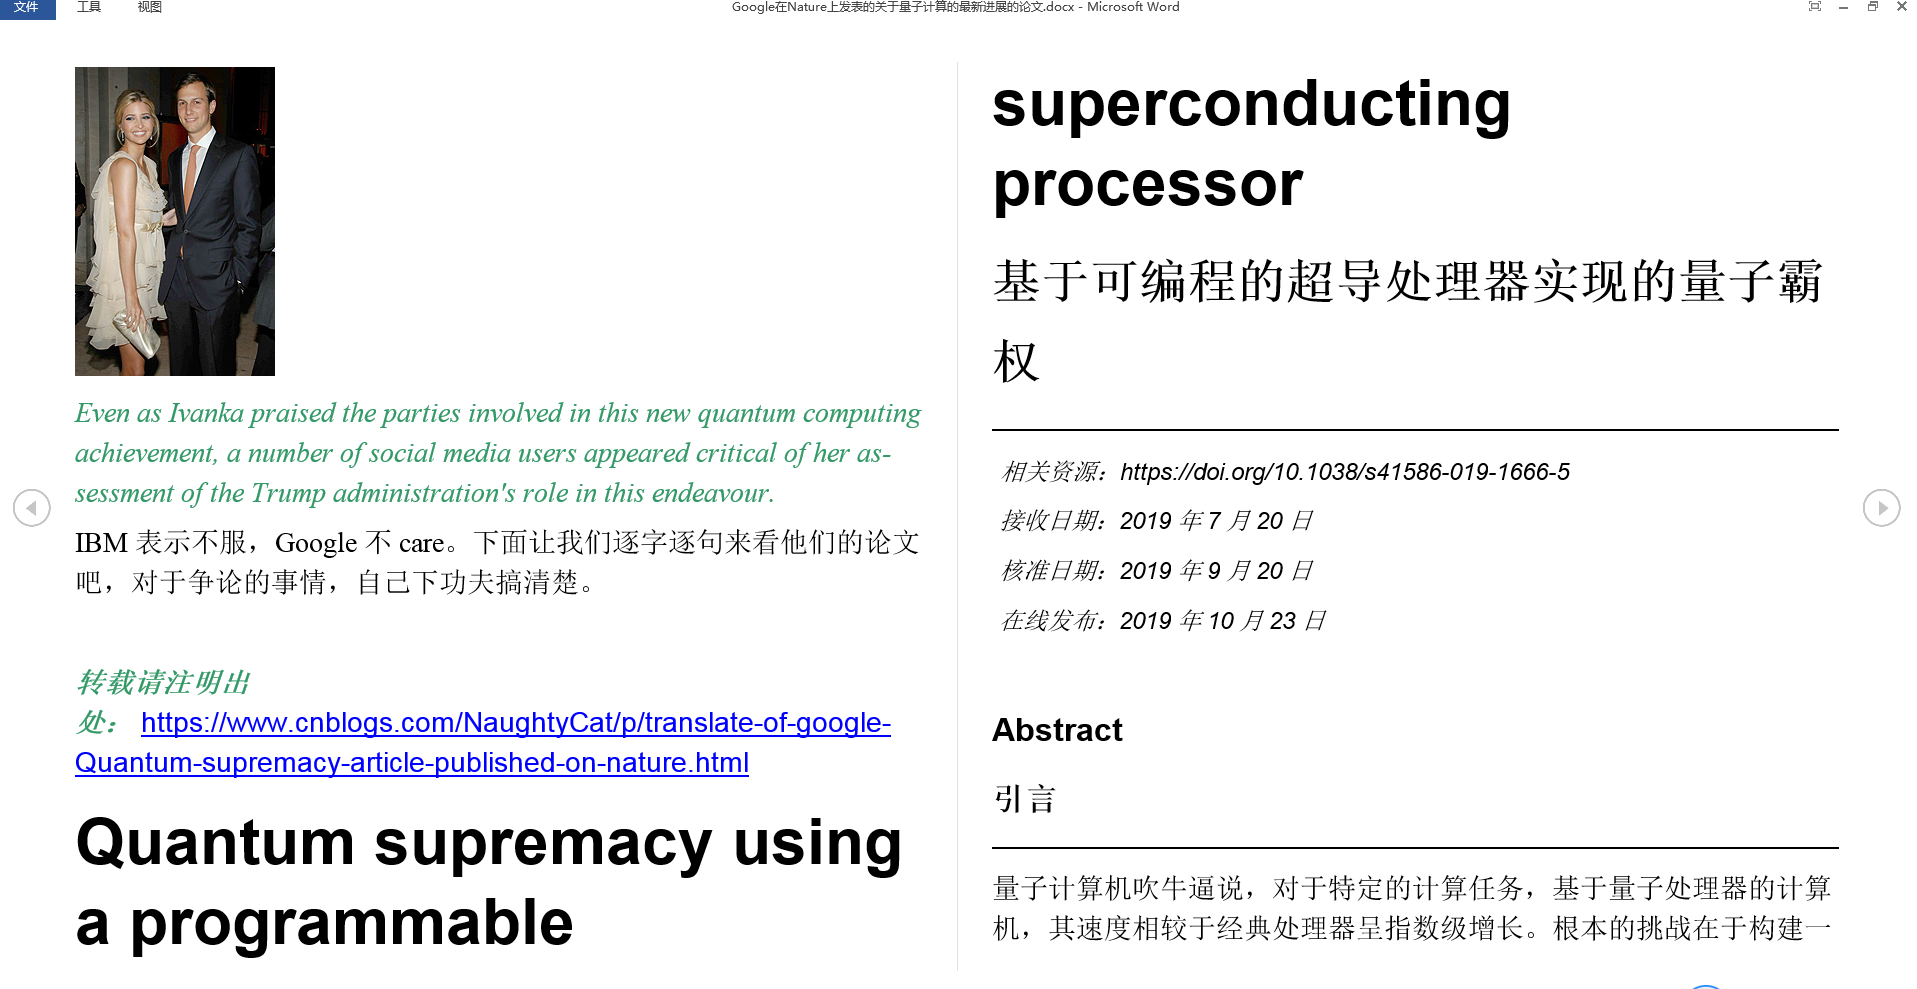 文件 工具 视图 Google在Nature上发表的关于量子计算的最新进展的论文.docx - Microsoft Word
Even as Ivanka praised the parties involved in this new quantum computing
achievement, a number of social media users appeared critical of her as-
sessment of the Trump administration's role in this endeavour.
IBM 表示不服，Google 不 care。下面让我们逐字逐句来看他们的论文
吧，对于争论的事情，自己下功夫搞清楚。
转载请注明出
处： https://www.cnblogs.com/NaughtyCat/p/translate-of-google-
Quantum-supremacy-article-published-on-nature.html
Quantum supremacy using
a programmable
superconducting
processor
基于可编程的超导处理器实现的量子霸
权
相关资源：https://doi.org/10.1038/s41586-019-1666-5
接收日期：2019 年 7 月 20 日
核准日期：2019 年 9 月 20 日
在线发布：2019 年 10 月 23 日
Abstract
引言
量子计算机吹牛逼说，对于特定的计算任务，基于量子处理器的计算
机，其速度相较于经典处理器呈指数级增长。根本的挑战在于构建一